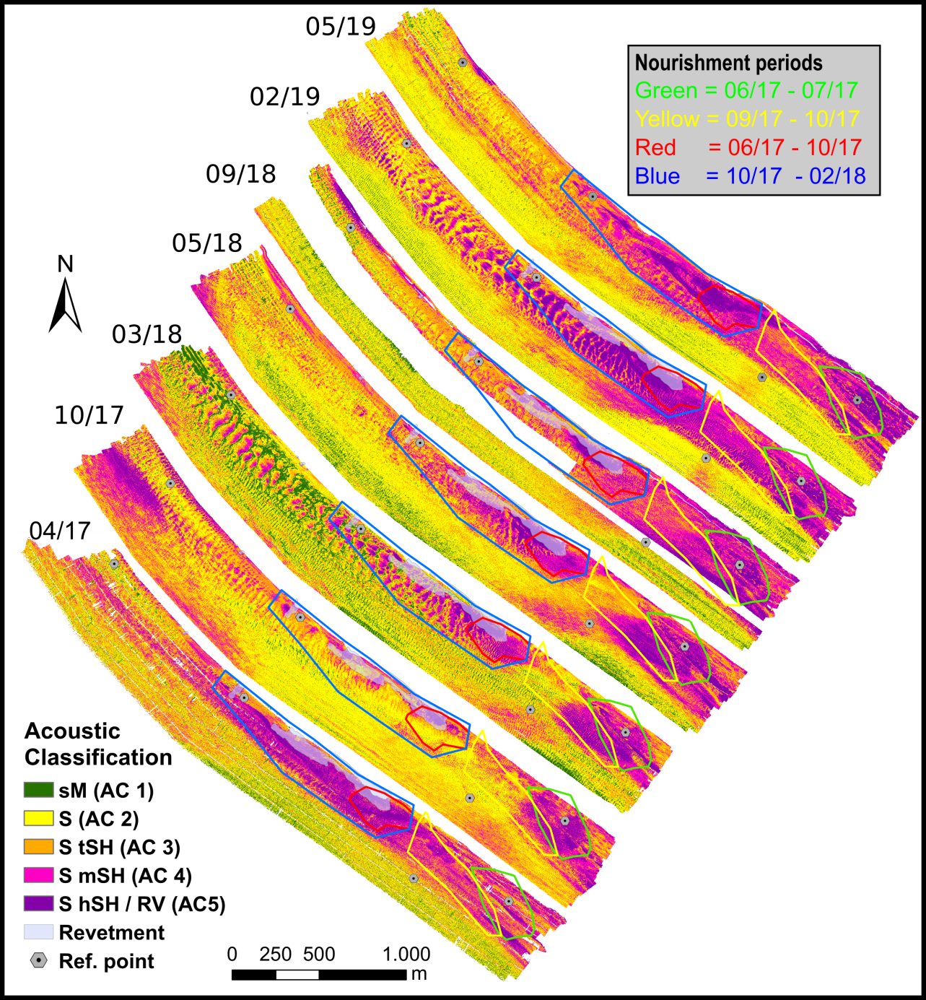 05/19
02/19
09/18
05/18
03/18
10/17
04/17
Nourishment periods
Green = 06/17 - 07/17
Yellow = 09/17 - 10/17
Red = 06/17 - 10/17
Blue = 10/17 - 02/18
N
Acoustic
Classification
sM (AC 1)
S (AC 2)
S tSH (AC 3)
S mSH (AC 4)
S hSH / RV (AC5)
Revetment
Ref. point
0 250 500 1.000
m